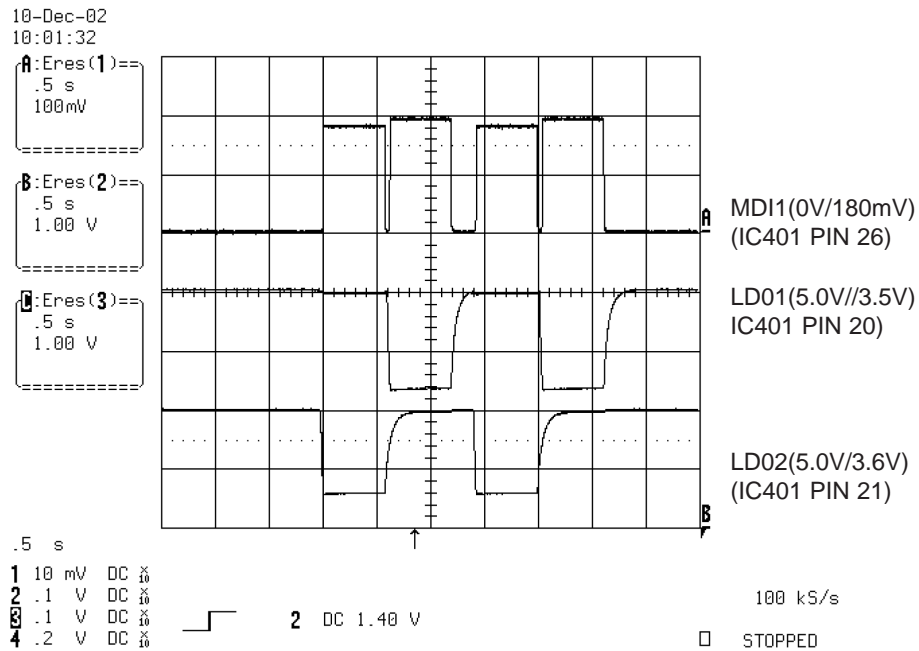 10-Dec-02
10:01:32
A:Eres(1)==
.5 s
100mV
===========
B:Eres(2)==
.5 s
1.00 V
===========
C:Eres(3)==
.5 s
1.00 V
===========
A
MDI1(0V/180mV)
(IC401 PIN 26)
LD01(5.0V//3.5V)
IC401 PIN 20)
LD02(5.0V/3.6V)
(IC401 PIN 21)
B
.5 s
1 10 mV DC X10
2 .1 V DC X10
3 .1 V DC X10
4 .2 V DC X10
2 DC 1.40 V
100 kS/s
STOPPED